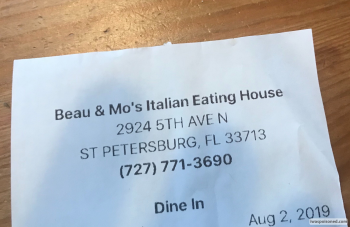 Beau & Mo's Italian Eating House
2924 5TH AVE N
ST PETERSBURG, FL 33713
(727) 771-3690
Dine In
Aug 2, 2019